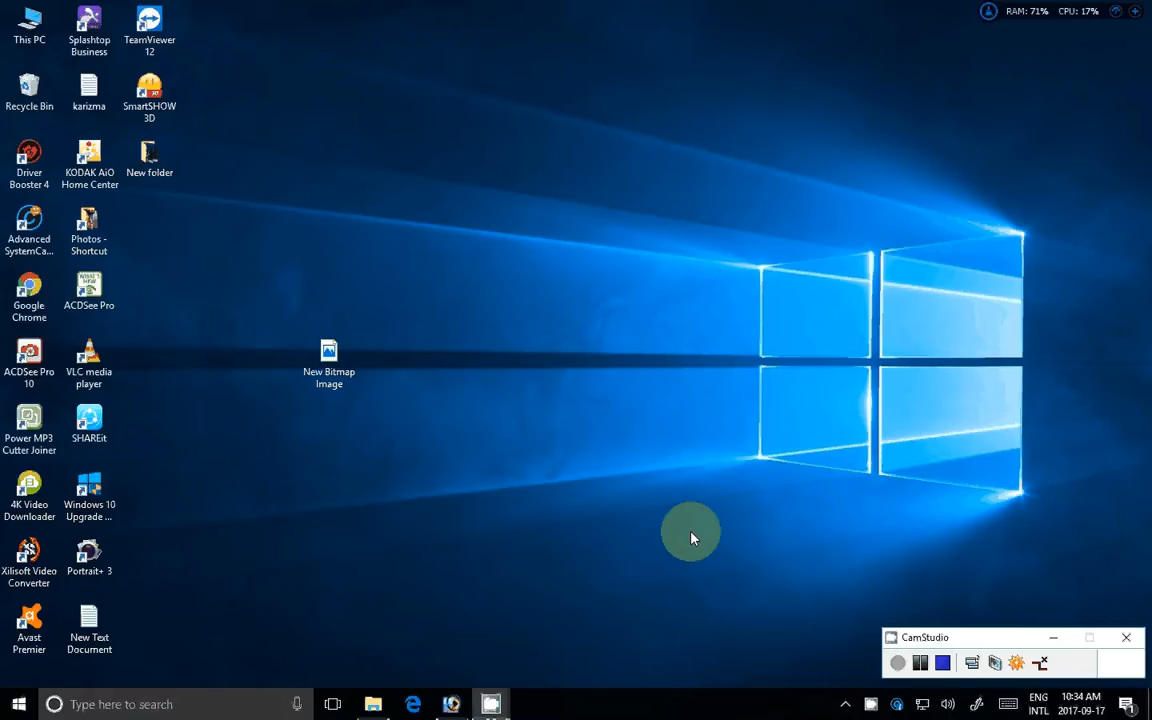 RAM: 71% CPU: 17%
This PC
Splashtop
Business
TeamViewer
12
Recycle Bin
karizma
SmartSHOW
3D
Driver
Booster 4
KODAK AiO
Home Center
New folder
Advanced
SystemCa...
Photos -
Shortcut
Google
Chrome
ACDSee Pro
ACDSee Pro
10
VLC media
player
New Bitmap
Image
Power MP3
Cutter Joiner
SHAREit
4K Video
Downloader
Windows 10
Upgrade ...
Xilisoft Video
Converter
Portrait+ 3
Avast
Premier
New Text
Document
CamStudio
Type here to search
ENG
INTL
10:34 AM
2017-09-17
1